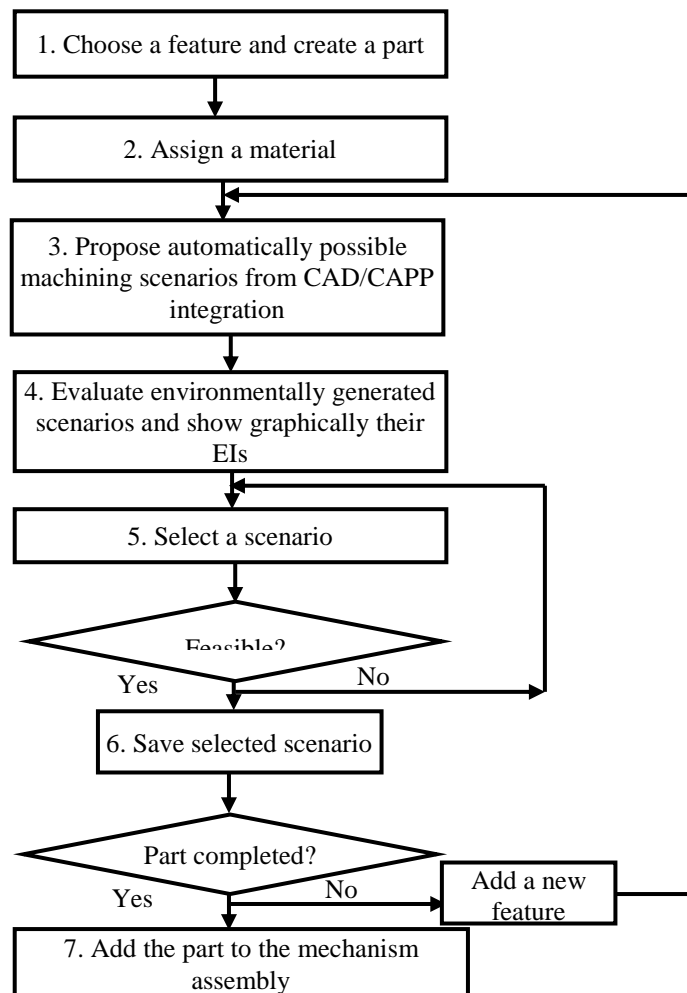 1. Choose a feature and create a part
2. Assign a material
3. Propose automatically possible
machining scenarios from CAD/CAPP
integration
4. Evaluate environmentally generated
scenarios and show graphically their
EIs
5. Select a scenario
Feasible?
Yes
No
6. Save selected scenario
Part completed?
Yes
No
Add a new
feature
7. Add the part to the mechanism
assembly